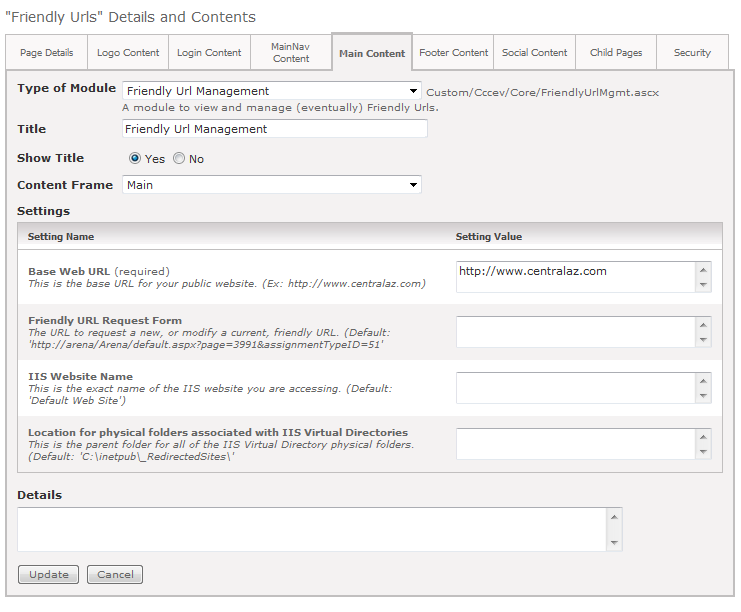 "Friendly Urls" Details and Contents
Page Details
Logo Content
Login Content
MainNav
Content
Main Content
Footer Content
Social Content
Child Pages
Security
Type of Module
Friendly Url Management
Custom/Cccev/Core/FriendlyUrlMgmt.ascx
A module to view and manage (eventually) Friendly Urls.
Title
Friendly Url Management
Show Title
Yes
No
Content Frame
Main
Settings
Setting Name
Setting Value
Base Web URL (required)
This is the base URL for your public website. (Ex: http://www.centralaz.com)
http://www.centralaz.com
Friendly URL Request Form
The URL to request a new, or modify a current, friendly URL. (Default:
'http://arena/Arena/default.aspx?page=3991&assignmentTypeID=51'
IIS Website Name
This is the exact name of the IIS website you are accessing. (Default:
'Default Web Site')
Location for physical folders associated with IIS Virtual Directories
This is the parent folder for all of the IIS Virtual Directory physical folders.
(Default: 'C:\inetpub\_RedirectedSites\'
Details
Update
Cancel